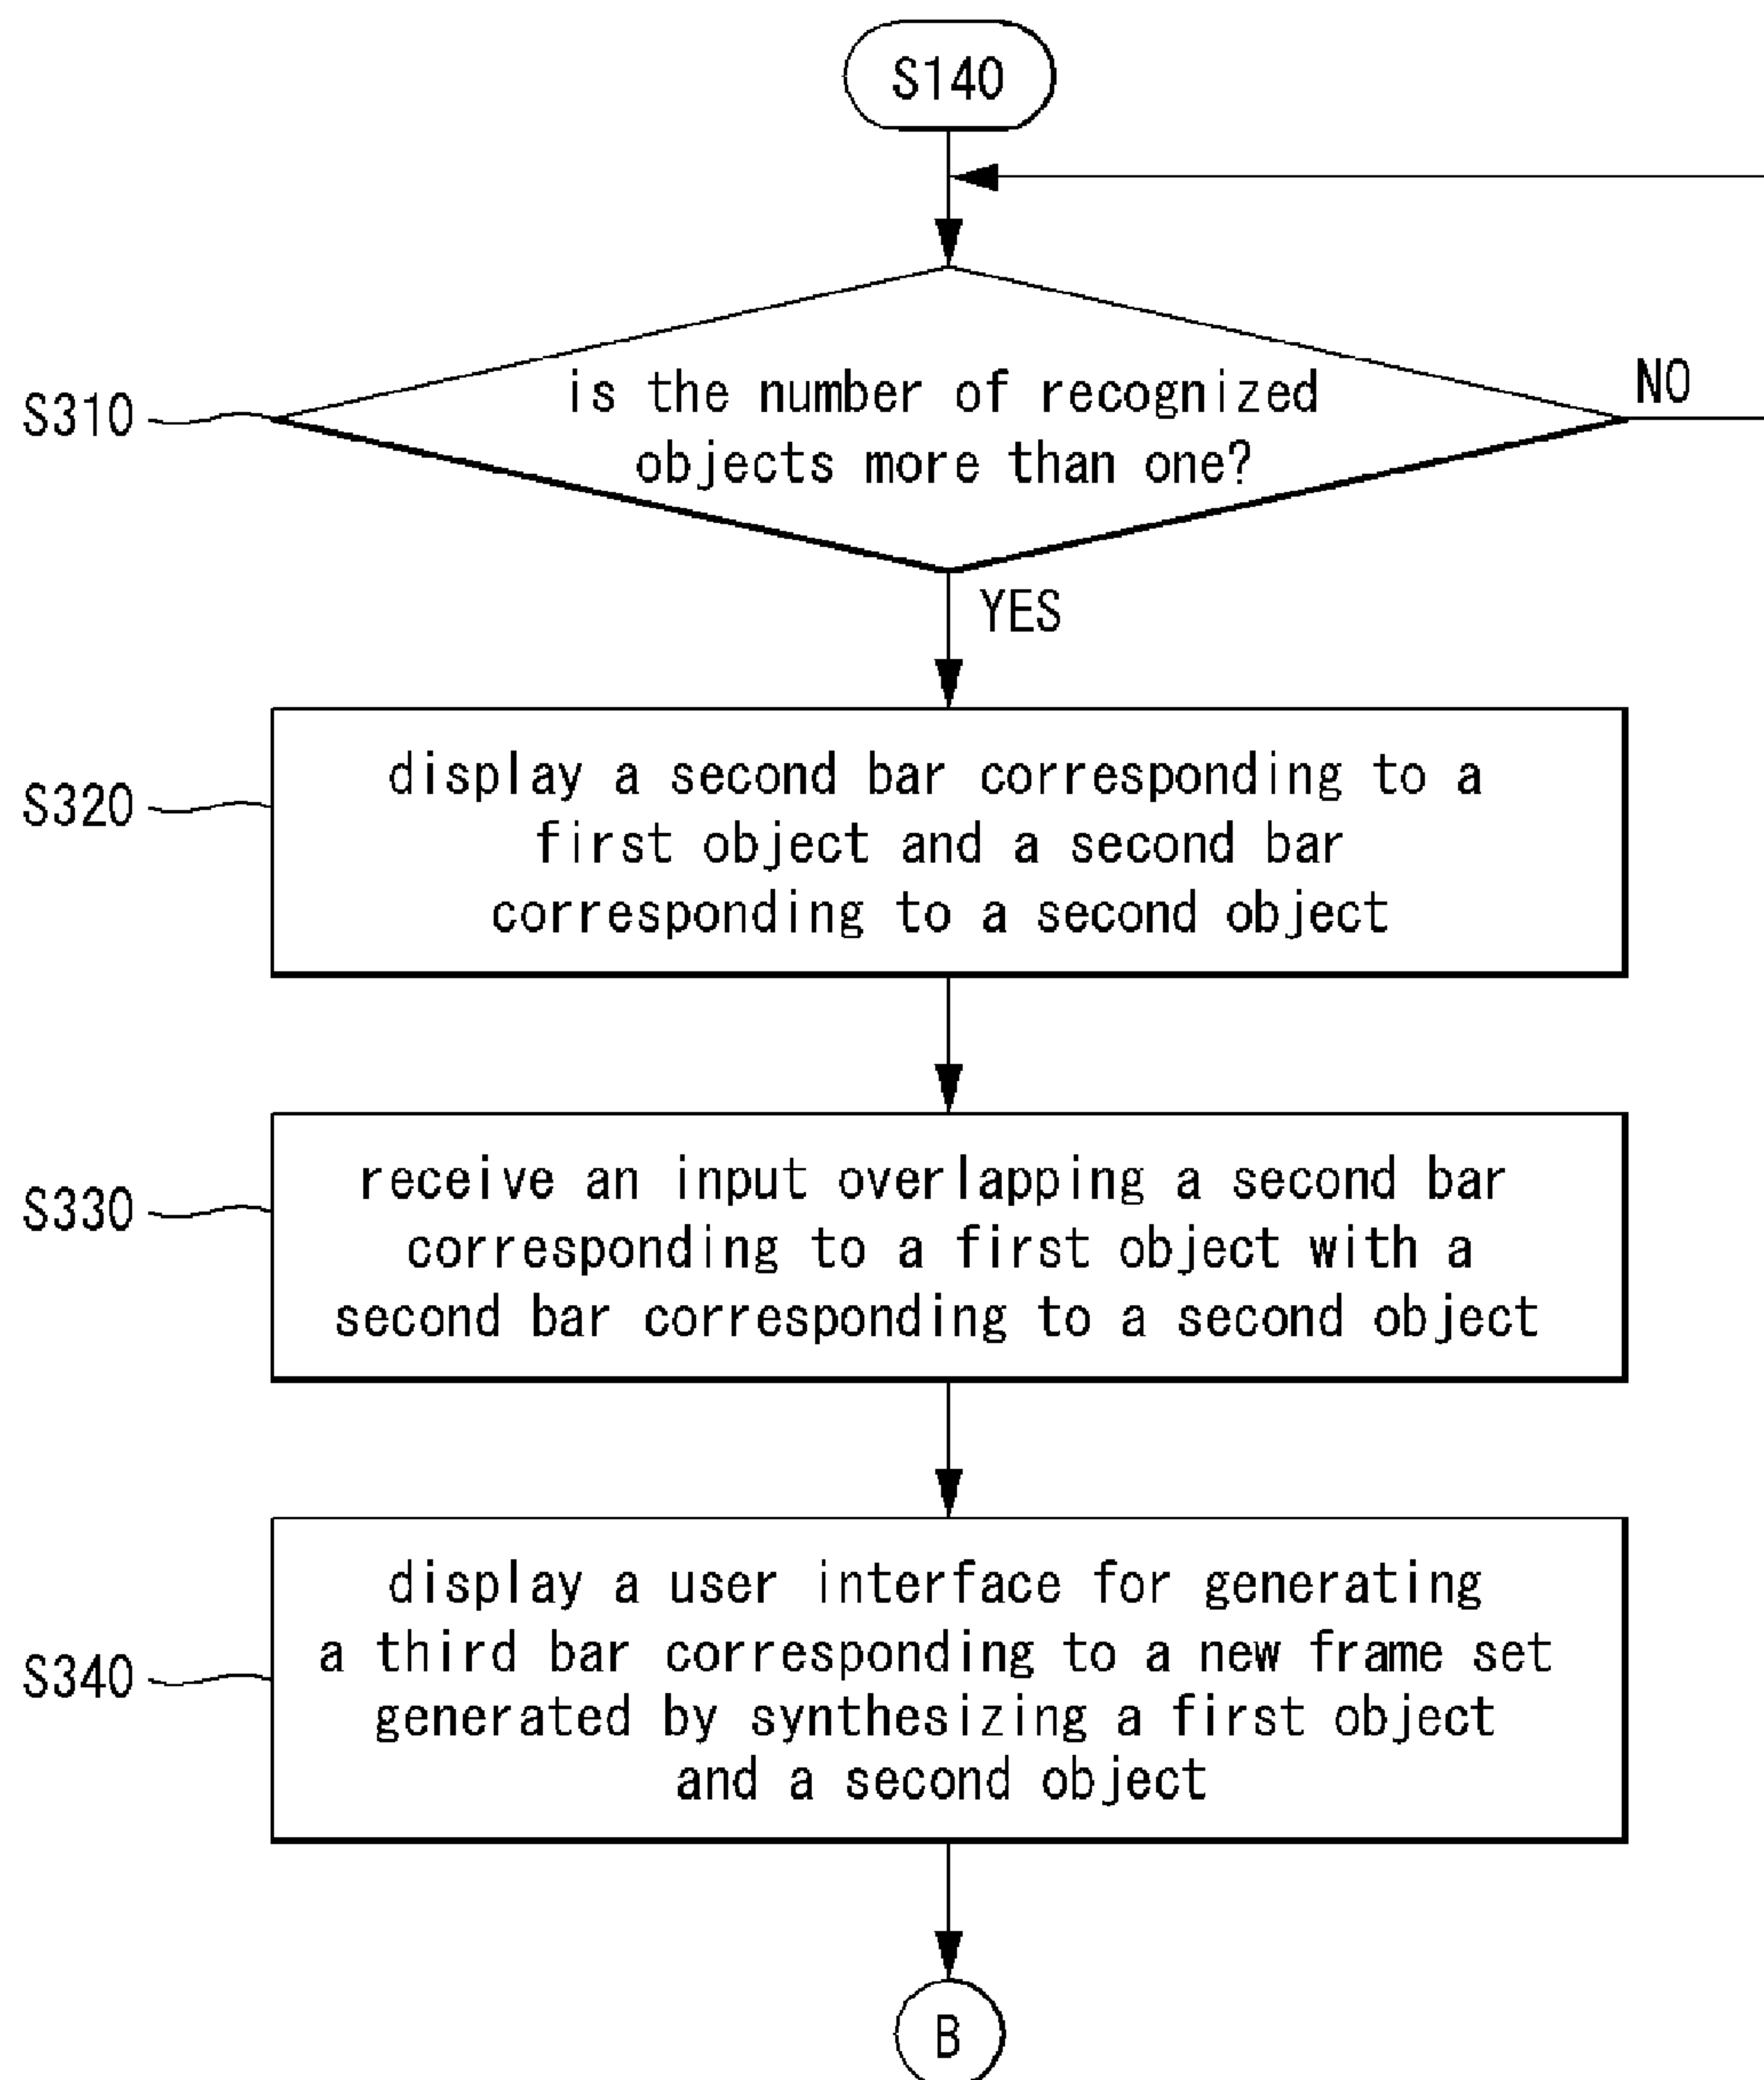 S140
S310
is the number of recognized
objects more than one?
NO
YES
S320
display a second bar corresponding to a
first object and a second bar
corresponding to a second object
S330
receive an input overlapping a second bar
corresponding to a first object with a
second bar corresponding to a second object
S340
display a user interface for generating
a third bar corresponding to a new frame set
generated by synthesizing a first object
and a second object
B